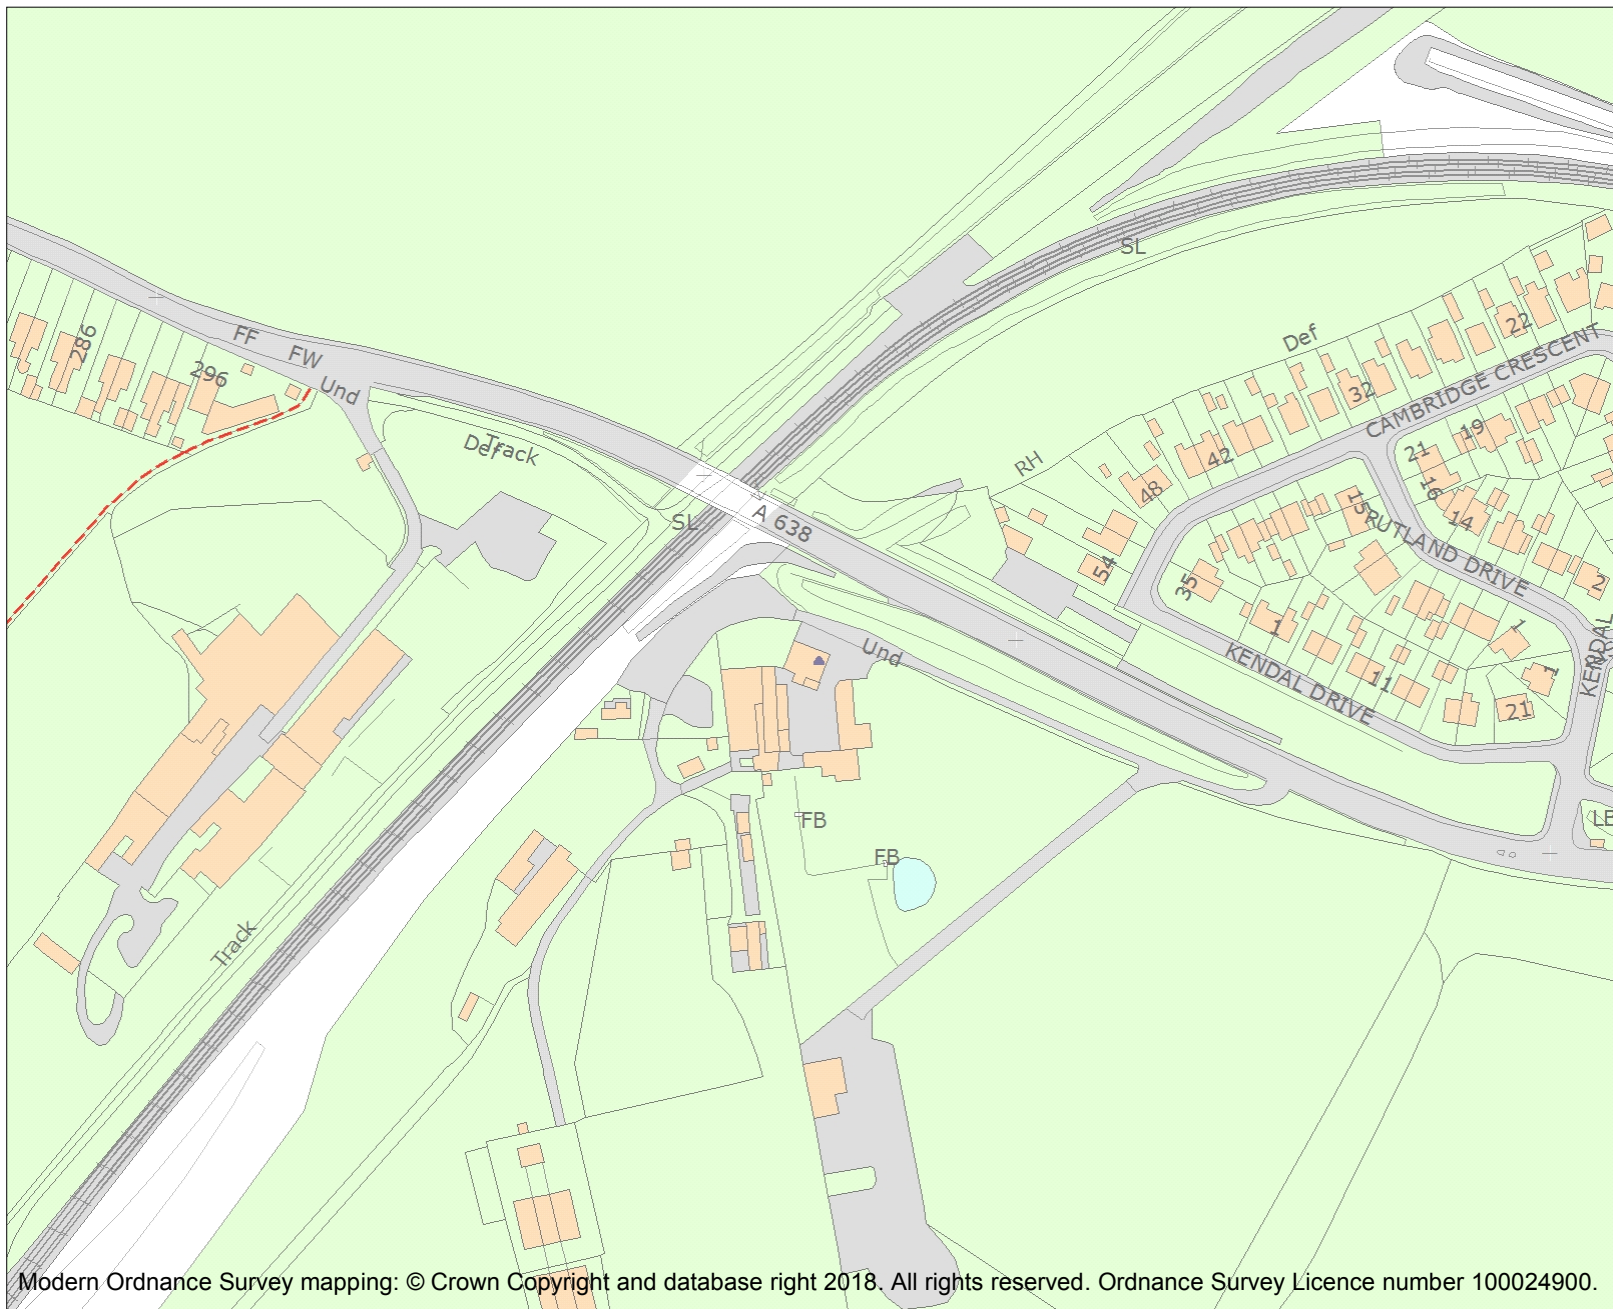 SL
286
FF
FW
296
Und
Def
Track
Def
22
CAMBRIDGE CRESCENT
32
19
21
42
RH
48
16
15
14
SL
A 638
RUTLAND DRIVE
54
35
2
1
1
KENDAL
Und
KENDAL DRIVE
11
1
21
FB
LB
FB
Track
Modern Ordnance Survey mapping: © Crown Copyright and database right 2018. All rights reserved. Ordnance Survey Licence number 100024900.